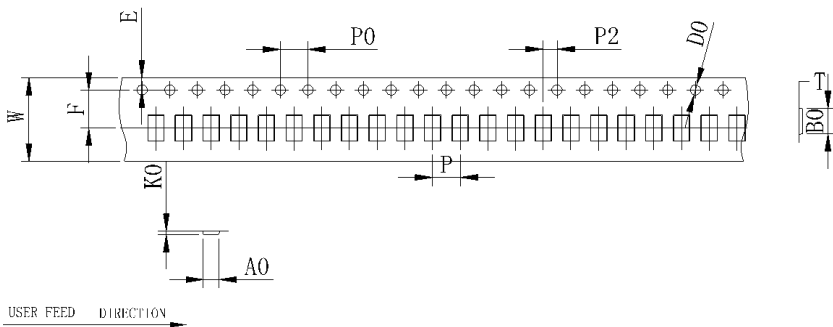 E
P0
P2
D0
W
F
T
B0
P
K0
A0
USER FEED DIRECTION